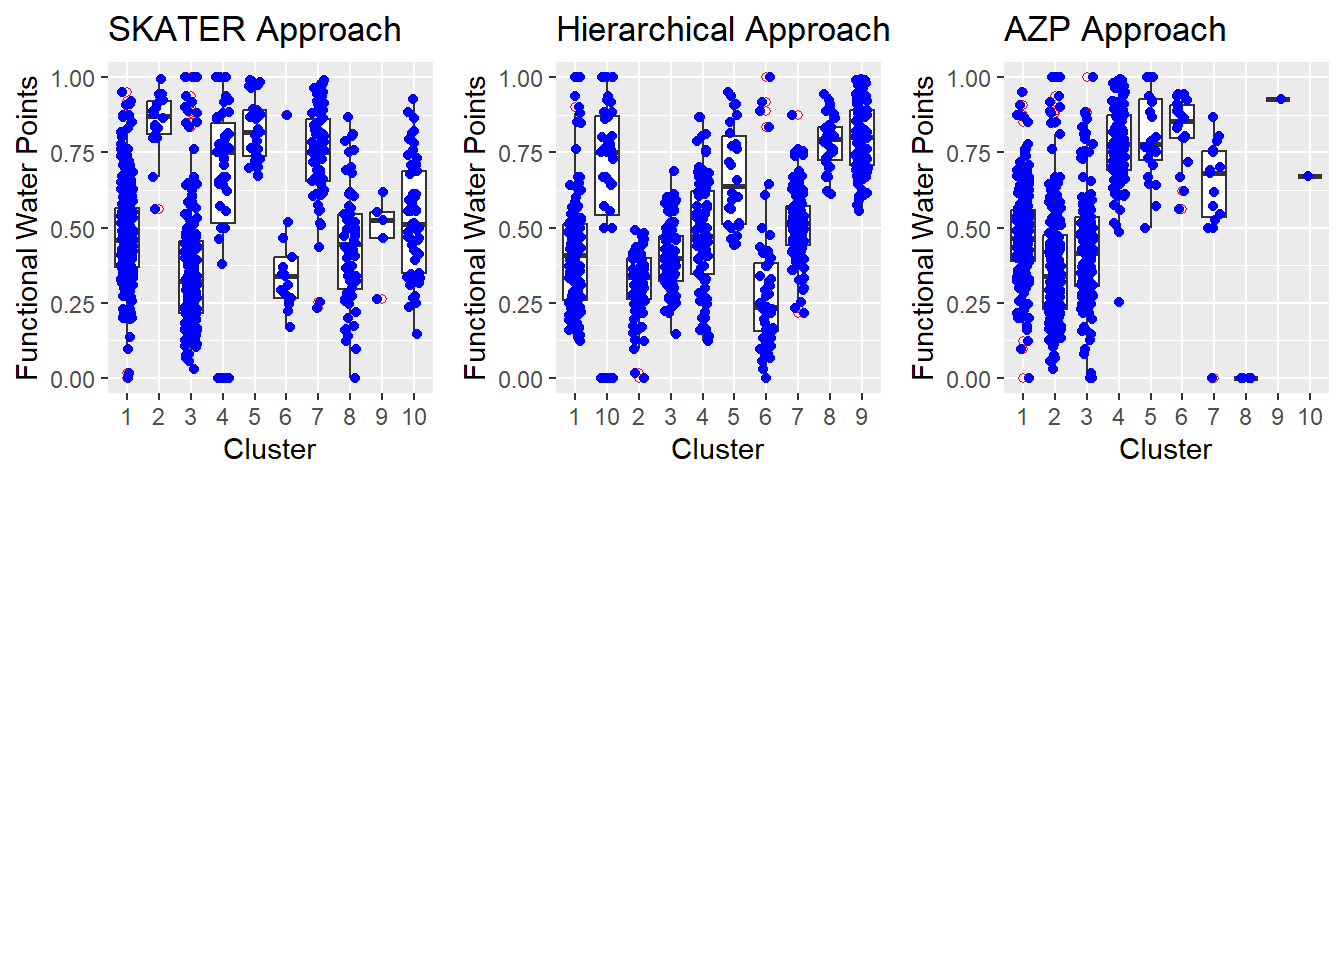 SKATER Approach
Functional Water Points
1.00
0.75
0.50
0.25
0.00
1 2 3 4 5 6 7 8 9 10
Cluster
Hierarchical Approach
Functional Water Points
1.00
0.75
0.50
0.25
0.00
1 10 2 3 4 5 6 7 8 9
Cluster
AZP Approach
Functional Water Points
1.00
0.75
0.50
0.25
0.00
1 2 3 4 5 6 7 8 9 10
Cluster